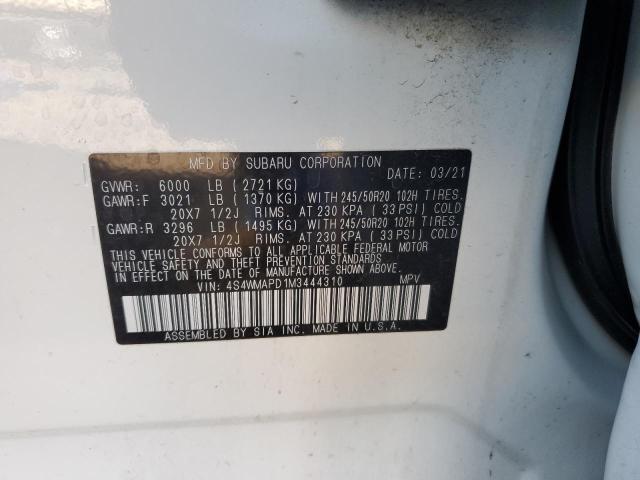 MFD BY SUBARU CORPORATION
DATE: 03/21
GVWR: 6000 LB ( 2721 KG)
GAWR:F 3021 LB ( 1370 KG) WITH 245/50R20 102H TIRES.
20X7 1/2J RIMS. AT 230 KPA ( 33 PSI) COLD
GAWR:R 3296 LB ( 1495 KG) WITH 245/50R20 102H TIRES.
20X7 1/2J RIMS. AT 230 KPA ( 33 PSI) COLD
THIS VEHICLE CONFORMS TO ALL APPLICABLE FEDERAL MOTOR
VEHICLE SAFETY AND THEFT PREVENTION STANDARDS
IN EFFECT ON THE DATE OF MANUFACTURE SHOWN ABOVE.
VIN: 4S4WMAPD1M3444310 MPV
ASSEMBLED BY SIA INC. MADE IN U.S.A.